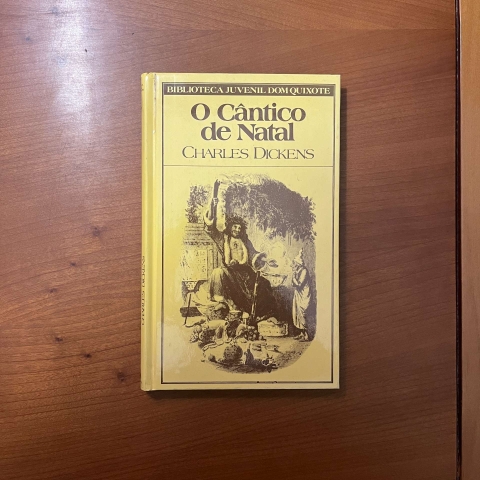 BIBLIOTECA JUVENIL DOM QUIXOTE
O Cântico
de Natal
CHARLES DICKENS